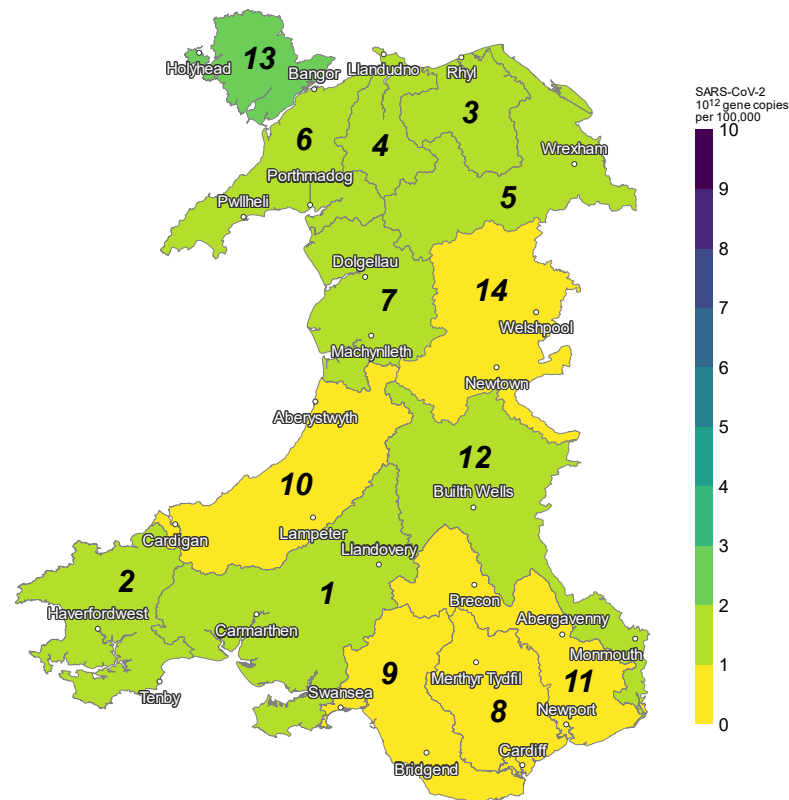 13
Holyhead
Bangor
Llandudno
Rhyl
3
6
4
Wrexham
Porthmadog
Pwllheli
5
Dolgellau
7
14
Welshpool
Machynlleth
Newtown
Aberystwyth
12
10
Builth Wells
Lampeter
Cardigan
Llandovery
2
1
Haverfordwest
Brecon
Abergavenny
Carmarthen
Monmouth
9
Merthyr Tydfil
11
Tenby
Swansea
8
Newport
Cardiff
Bridgend
SARS-CoV-2
10¹² gene copies
per 100,000
10
9
8
7
6
5
4
3
2
1
0